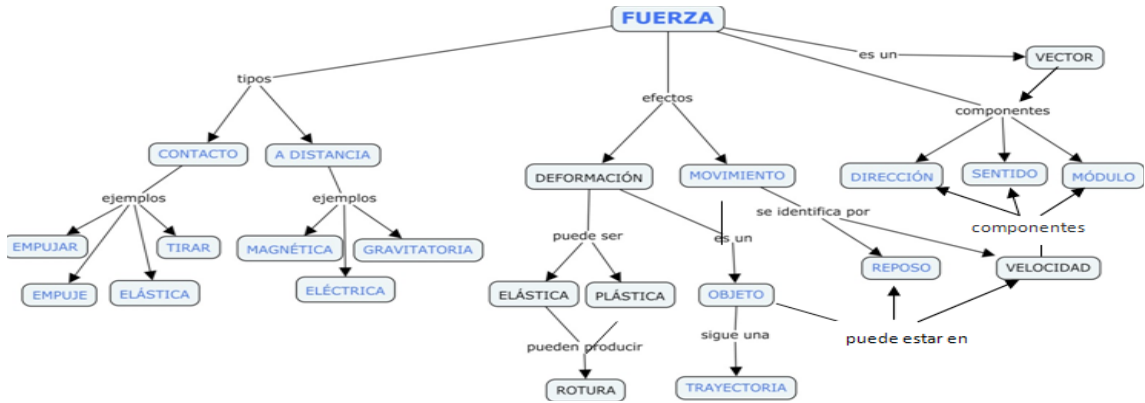 FUERZA
es un
VECTOR
tipos
efectos
componentes
CONTACTO
A DISTANCIA
DEFORMACIÓN
MOVIMIENTO
DIRECCIÓN
SENTIDO
MÓDULO
ejemplos
ejemplos
se identifica por
componentes
EMPUJAR
TIRAR
MAGNÉTICA
GRAVITATORIA
puede ser
es un
REPOSO
VELOCIDAD
EMPUJE
ELÁSTICA
ELÉCTRICA
ELÁSTICA
PLÁSTICA
OBJETO
sigue una
puede estar en
pueden producir
ROTURA
TRAYECTORIA